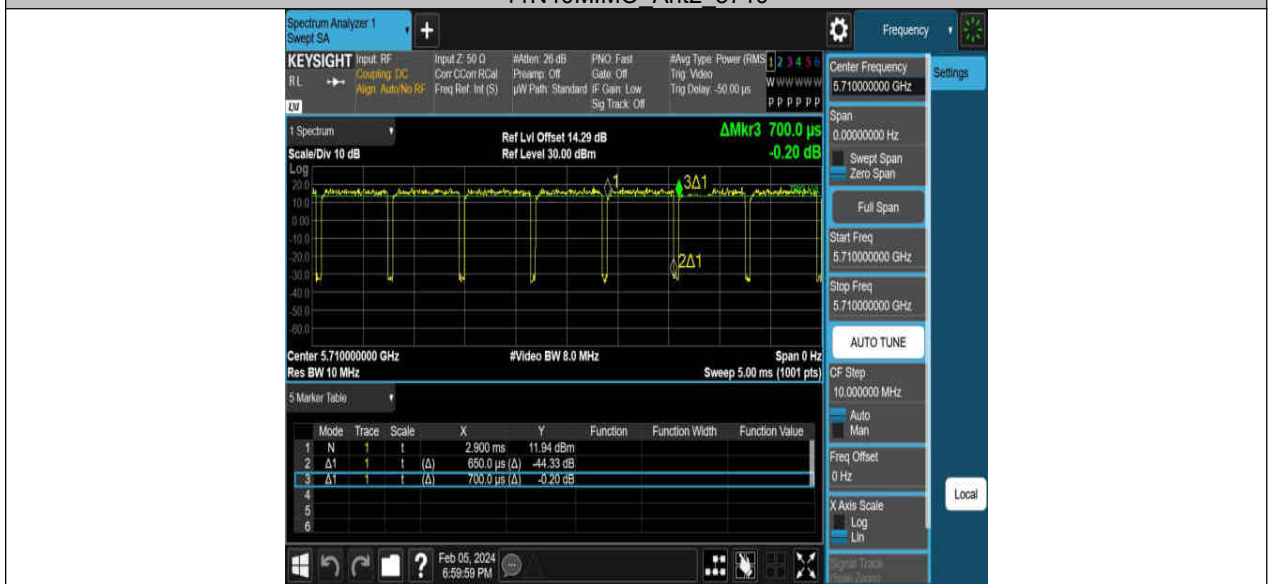 11N40MIMO_Ant2_5710
Spectrum Analyzer 1
Swept SA
Frequency
KEYSIGHT
RL
LXI
Input: RF
Coupling: DC
Align: Auto/No RF
Input Z: 50 Ω
Corr CCorr RCal
Freq Ref: Int (S)
#Atten: 26 dB
Preamp: Off
µW Path: Standard
PNO: Fast
Gate: Off
IF Gain: Low
Sig Track: Off
#Avg Type: Power (RMS
Trig: Video
Trig Delay: -50.00 µs
1 2 3 4 5 6
W W W W W W
P P P P P P
1 Spectrum
Scale/Div 10 dB
Ref Lvl Offset 14.29 dB
Ref Level 30.00 dBm
ΔMkr3 700.0 µs
-0.20 dB
Log
20.0
10.0
0.00
-10.0
-20.0
-30.0
-40.0
-50.0
-60.0
1
3Δ1
2Δ1
Center 5.710000000 GHz
#Video BW 8.0 MHz
Span 0 Hz
Res BW 10 MHz
Sweep 5.00 ms (1001 pts)
5 Marker Table
Mode Trace Scale X Y Function Function Width Function Value
1 N 1 t 2.900 ms 11.94 dBm
2 Δ1 1 t (Δ) 650.0 µs (Δ) -44.33 dB
3 Δ1 1 t (Δ) 700.0 µs (Δ) -0.20 dB
4
5
6
Feb 05, 2024
6:59:59 PM
Center Frequency
5.710000000 GHz
Settings
Span
0.00000000 Hz
Swept Span
Zero Span
Full Span
Start Freq
5.710000000 GHz
Stop Freq
5.710000000 GHz
AUTO TUNE
CF Step
10.000000 MHz
Auto
Man
Freq Offset
0 Hz
X Axis Scale
Log
Lin
Local
Signal Track
(Span Zoom)